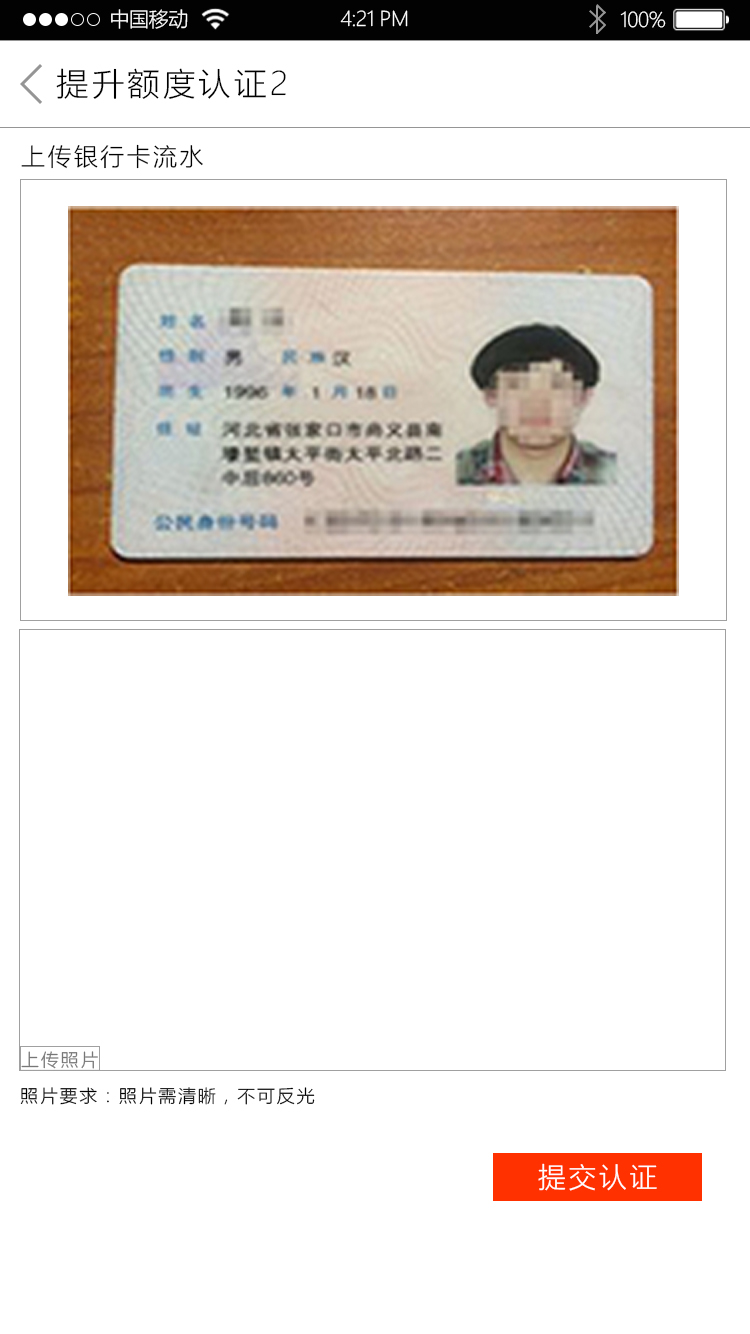 中国移动 4:21 PM 100%
提升额度认证2
上传银行卡流水
姓 名
性 别 男 民 族 汉
出 生 1996 年 1 月 18 日
住 址 河北省张家口市尚义县南
壕堑镇太平街太平北路二
中后860号
公民身份号码
上传照片
照片要求：照片需清晰，不可反光
提交认证